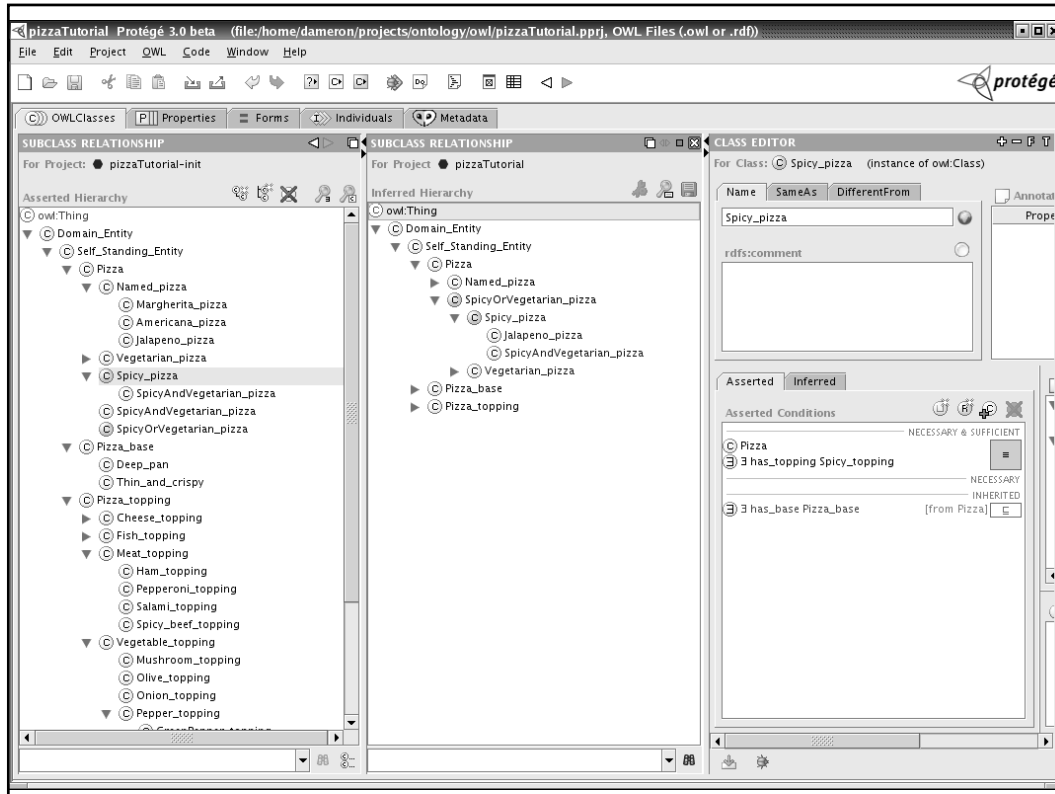 pizzaTutorial Protégé 3.0 beta (file:/home/dameron/projects/ontology/owl/pizzaTutorial.pprj, OWL Files (.owl or .rdf))
File Edit Project OWL Code Window Help
protégé
OWLClasses Properties Forms Individuals Metadata
SUBCLASS RELATIONSHIP
For Project: pizzaTutorial-init
Asserted Hierarchy
owl:Thing
Domain_Entity
Self_Standing_Entity
Pizza
Named_pizza
Margherita_pizza
Americana_pizza
Jalapeno_pizza
Vegetarian_pizza
Spicy_pizza
SpicyAndVegetarian_pizza
SpicyAndVegetarian_pizza
SpicyOrVegetarian_pizza
Pizza_base
Deep_pan
Thin_and_crispy
Pizza_topping
Cheese_topping
Fish_topping
Meat_topping
Ham_topping
Pepperoni_topping
Salami_topping
Spicy_beef_topping
Vegetable_topping
Mushroom_topping
Olive_topping
Onion_topping
Pepper_topping
SUBCLASS RELATIONSHIP
For Project: pizzaTutorial
Inferred Hierarchy
owl:Thing
Domain_Entity
Self_Standing_Entity
Pizza
Named_pizza
SpicyOrVegetarian_pizza
Spicy_pizza
Jalapeno_pizza
SpicyAndVegetarian_pizza
Vegetarian_pizza
Pizza_base
Pizza_topping
CLASS EDITOR
For Class: Spicy_pizza (instance of owl:Class)
Name SameAs DifferentFrom
Spicy_pizza
rdfs:comment
Annotat
Prope
Asserted Inferred
Asserted Conditions
NECESSARY & SUFFICIENT
Pizza
∃ has_topping Spicy_topping
NECESSARY
INHERITED
∃ has_base Pizza_base [from Pizza] ⊑